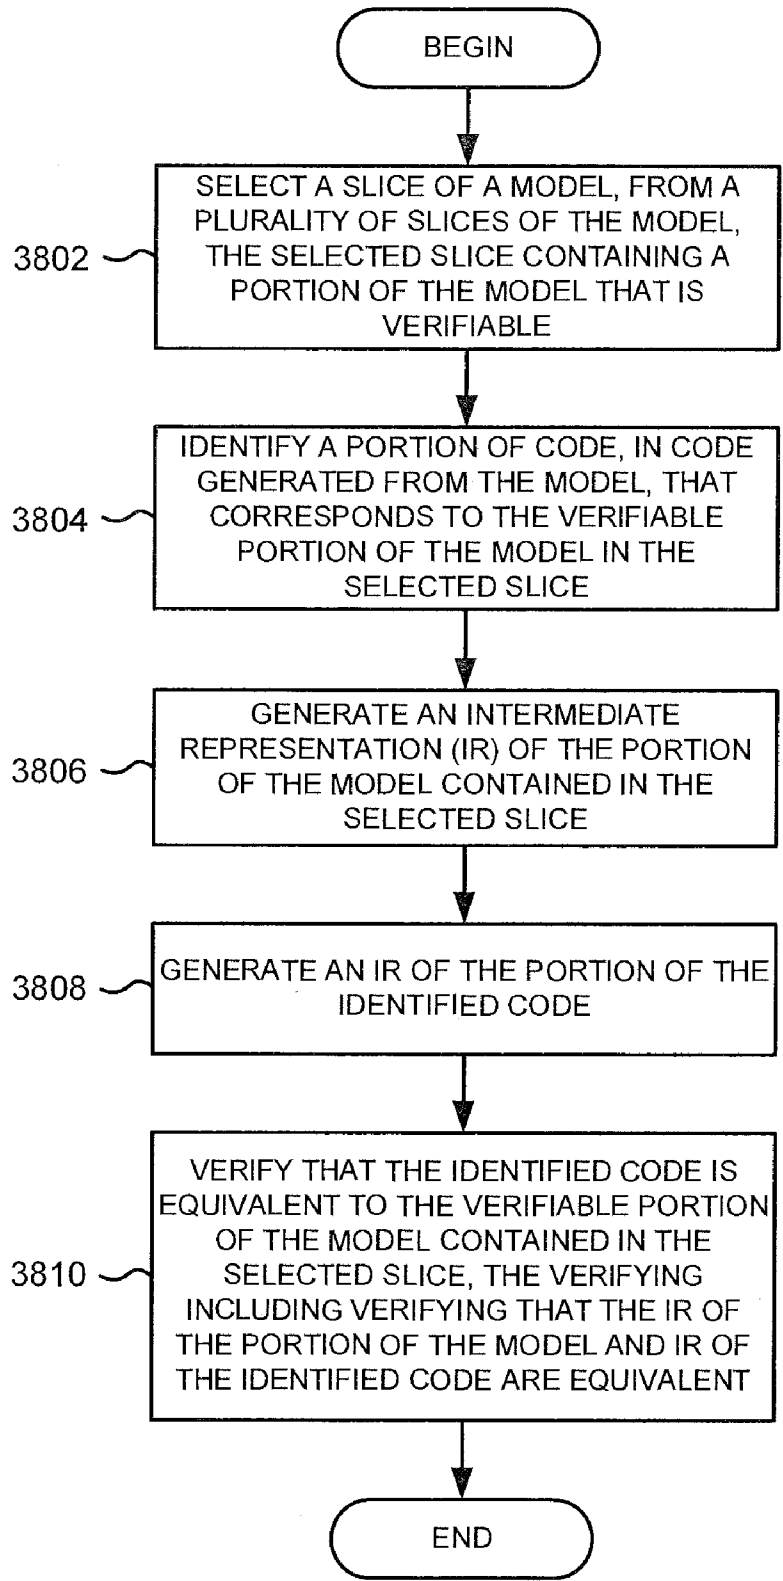 BEGIN
3802
SELECT A SLICE OF A MODEL, FROM A
PLURALITY OF SLICES OF THE MODEL,
THE SELECTED SLICE CONTAINING A
PORTION OF THE MODEL THAT IS
VERIFIABLE
3804
IDENTIFY A PORTION OF CODE, IN CODE
GENERATED FROM THE MODEL, THAT
CORRESPONDS TO THE VERIFIABLE
PORTION OF THE MODEL IN THE
SELECTED SLICE
3806
GENERATE AN INTERMEDIATE
REPRESENTATION (IR) OF THE PORTION
OF THE MODEL CONTAINED IN THE
SELECTED SLICE
3808
GENERATE AN IR OF THE PORTION OF THE
IDENTIFIED CODE
3810
VERIFY THAT THE IDENTIFIED CODE IS
EQUIVALENT TO THE VERIFIABLE PORTION
OF THE MODEL CONTAINED IN THE
SELECTED SLICE, THE VERIFYING
INCLUDING VERIFYING THAT THE IR OF
THE PORTION OF THE MODEL AND IR OF
THE IDENTIFIED CODE ARE EQUIVALENT
END